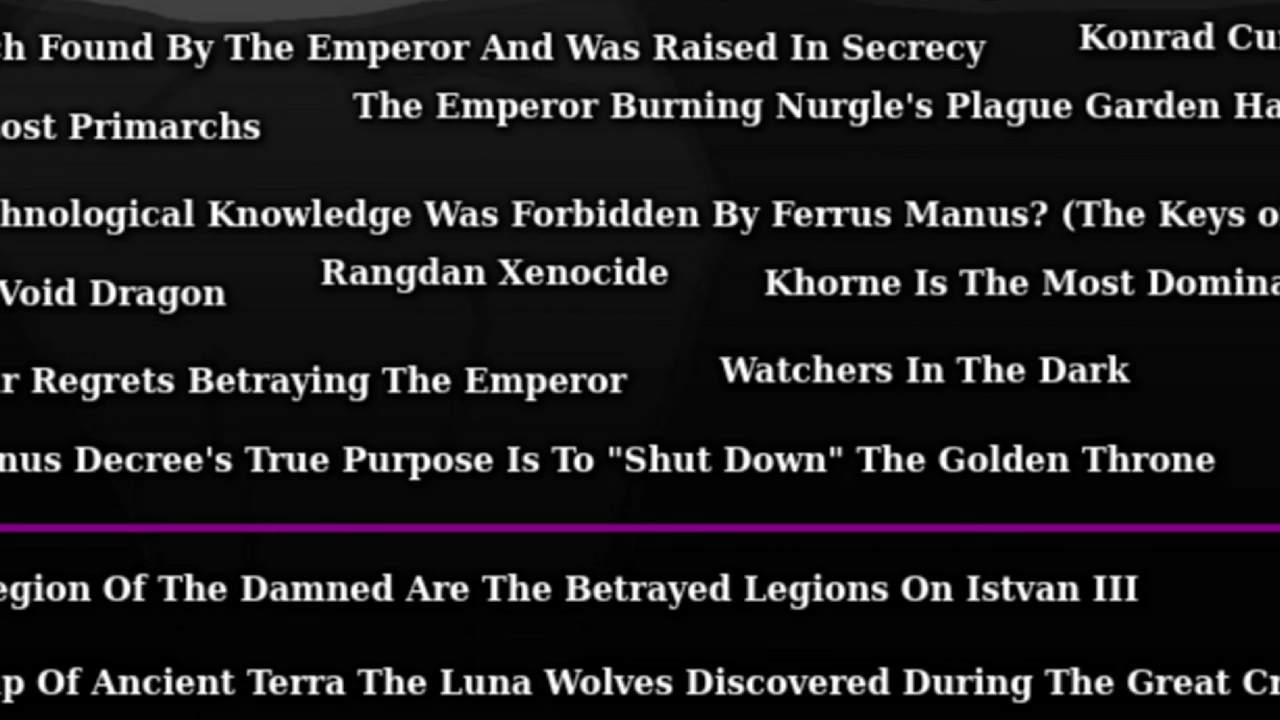 ch Found By The Emperor And Was Raised In Secrecy
Konrad Cu
The Emperor Burning Nurgle's Plague Garden Ha
ost Primarchs
hnological Knowledge Was Forbidden By Ferrus Manus? (The Keys o
Rangdan Xenocide
Khorne Is The Most Domina
Void Dragon
r Regrets Betraying The Emperor
Watchers In The Dark
nus Decree's True Purpose Is To "Shut Down" The Golden Throne
egion Of The Damned Are The Betrayed Legions On Istvan III
p Of Ancient Terra The Luna Wolves Discovered During The Great Cr